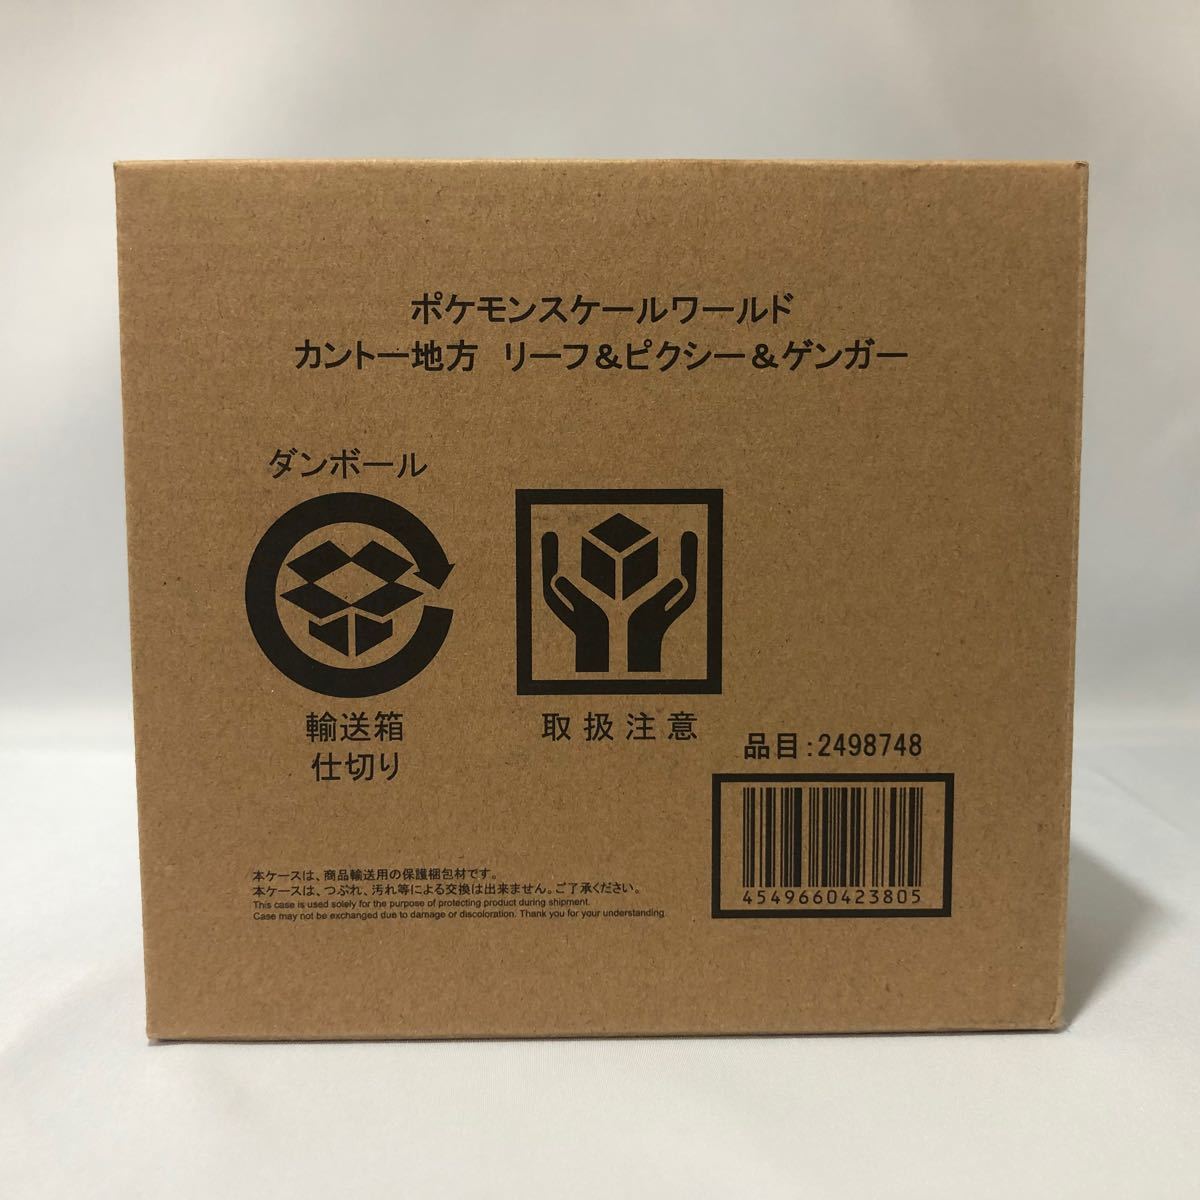 ポケモンスケールワールド
カントー地方 リーフ&ピクシー&ゲンガー
ダンボール
輸送箱
仕切り
取扱注意
品目:2498748
4549660423805
本ケースは、商品輸送用の保護梱包材です。
本ケースは、つぶれ、汚れ等による交換は出来ません。ご了承ください。
This case is used solely for the purpose of protecting product during shipment.
Case may not be exchanged due to damage or discoloration. Thank you for your understanding.